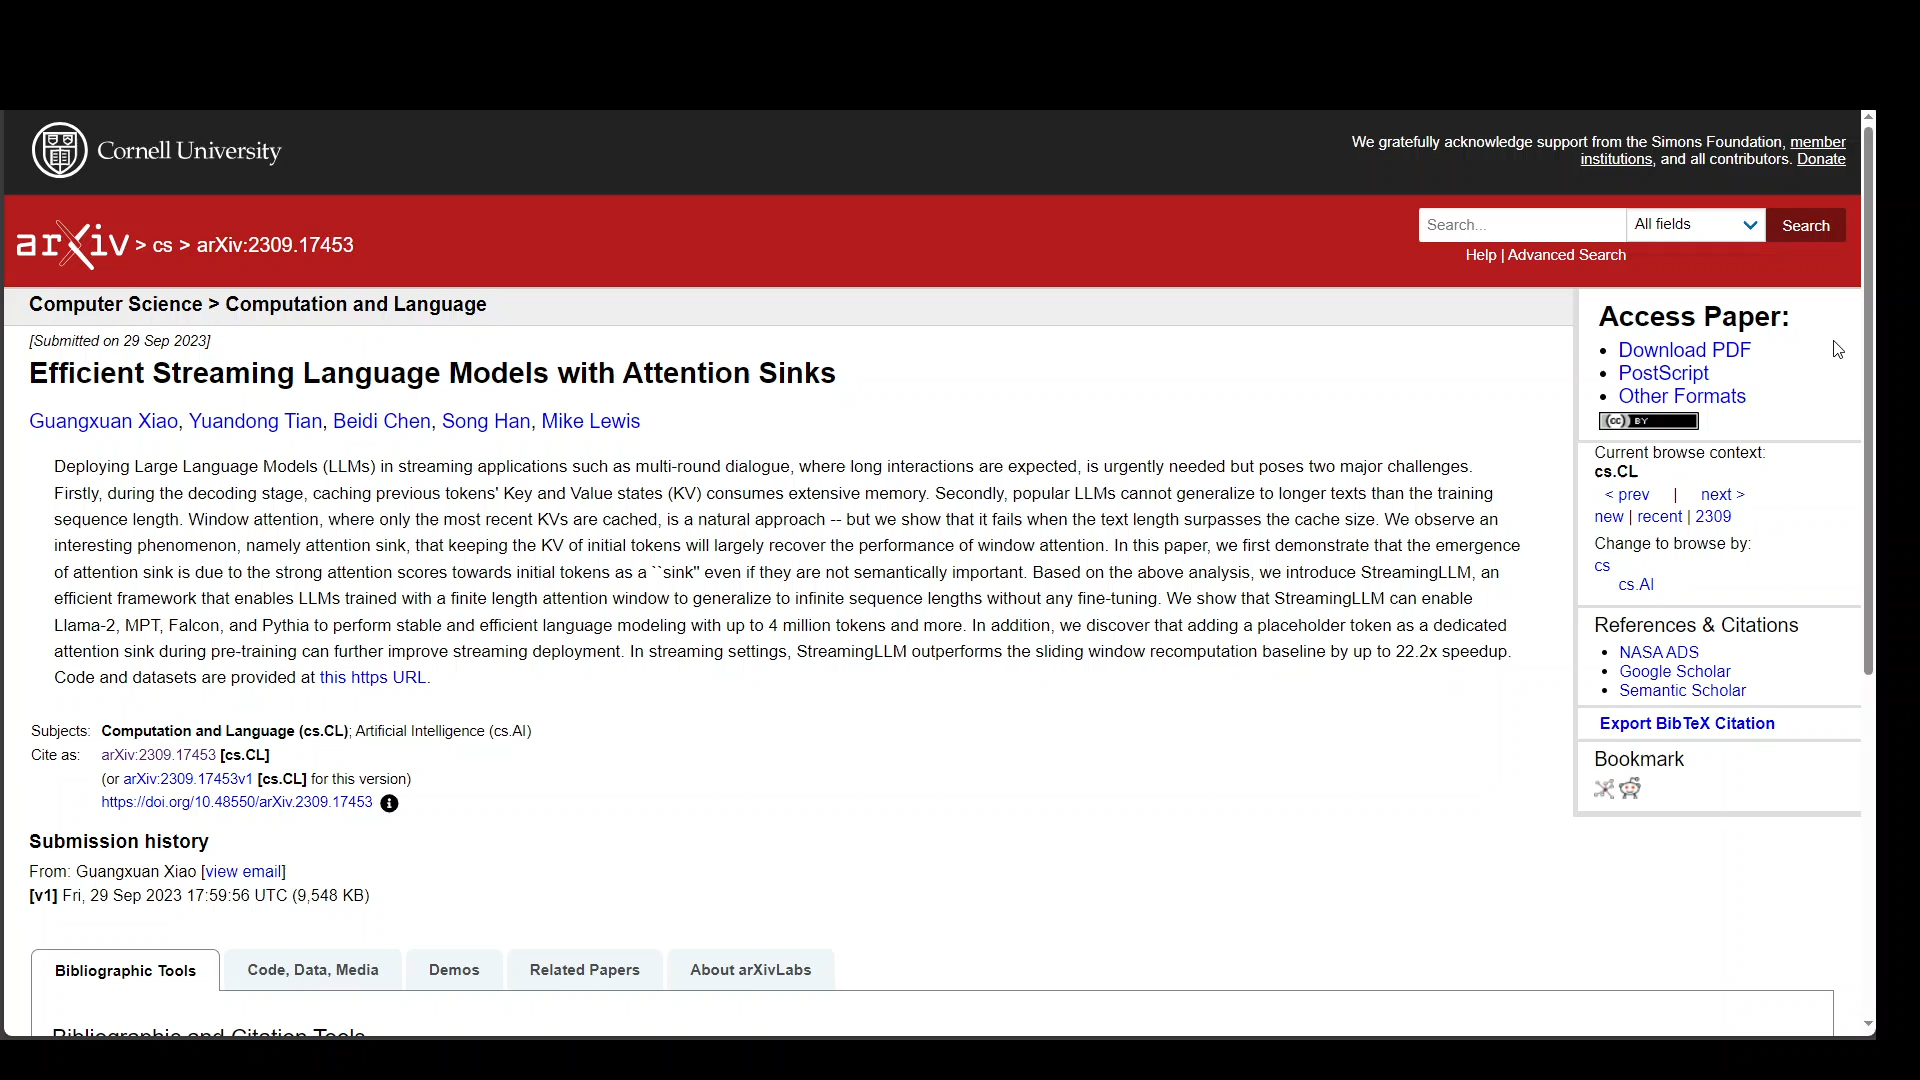 Cornell University
We gratefully acknowledge support from the Simons Foundation, member
institutions, and all contributors. Donate
arXiv > cs > arXiv:2309.17453
Search...
All fields
Search
Help | Advanced Search
Computer Science > Computation and Language
[Submitted on 29 Sep 2023]
Efficient Streaming Language Models with Attention Sinks
Guangxuan Xiao, Yuandong Tian, Beidi Chen, Song Han, Mike Lewis
Deploying Large Language Models (LLMs) in streaming applications such as multi-round dialogue, where long interactions are expected, is urgently needed but poses two major challenges.
Firstly, during the decoding stage, caching previous tokens' Key and Value states (KV) consumes extensive memory. Secondly, popular LLMs cannot generalize to longer texts than the training
sequence length. Window attention, where only the most recent KVs are cached, is a natural approach -- but we show that it fails when the text length surpasses the cache size. We observe an
interesting phenomenon, namely attention sink, that keeping the KV of initial tokens will largely recover the performance of window attention. In this paper, we first demonstrate that the emergence
of attention sink is due to the strong attention scores towards initial tokens as a ``sink'' even if they are not semantically important. Based on the above analysis, we introduce StreamingLLM, an
efficient framework that enables LLMs trained with a finite length attention window to generalize to infinite sequence lengths without any fine-tuning. We show that StreamingLLM can enable
Llama-2, MPT, Falcon, and Pythia to perform stable and efficient language modeling with up to 4 million tokens and more. In addition, we discover that adding a placeholder token as a dedicated
attention sink during pre-training can further improve streaming deployment. In streaming settings, StreamingLLM outperforms the sliding window recomputation baseline by up to 22.2x speedup.
Code and datasets are provided at this https URL.
Subjects: Computation and Language (cs.CL); Artificial Intelligence (cs.AI)
Cite as: arXiv:2309.17453 [cs.CL]
(or arXiv:2309.17453v1 [cs.CL] for this version)
https://doi.org/10.48550/arXiv.2309.17453
Submission history
From: Guangxuan Xiao [view email]
[v1] Fri, 29 Sep 2023 17:59:56 UTC (9,548 KB)
Bibliographic Tools
Code, Data, Media
Demos
Related Papers
About arXivLabs
Bibliographic and Citation Tools
Access Paper:
Download PDF
PostScript
Other Formats
(cc) BY
Current browse context:
cs.CL
< prev | next >
new | recent | 2309
Change to browse by:
cs
cs.AI
References & Citations
NASA ADS
Google Scholar
Semantic Scholar
Export BibTeX Citation
Bookmark